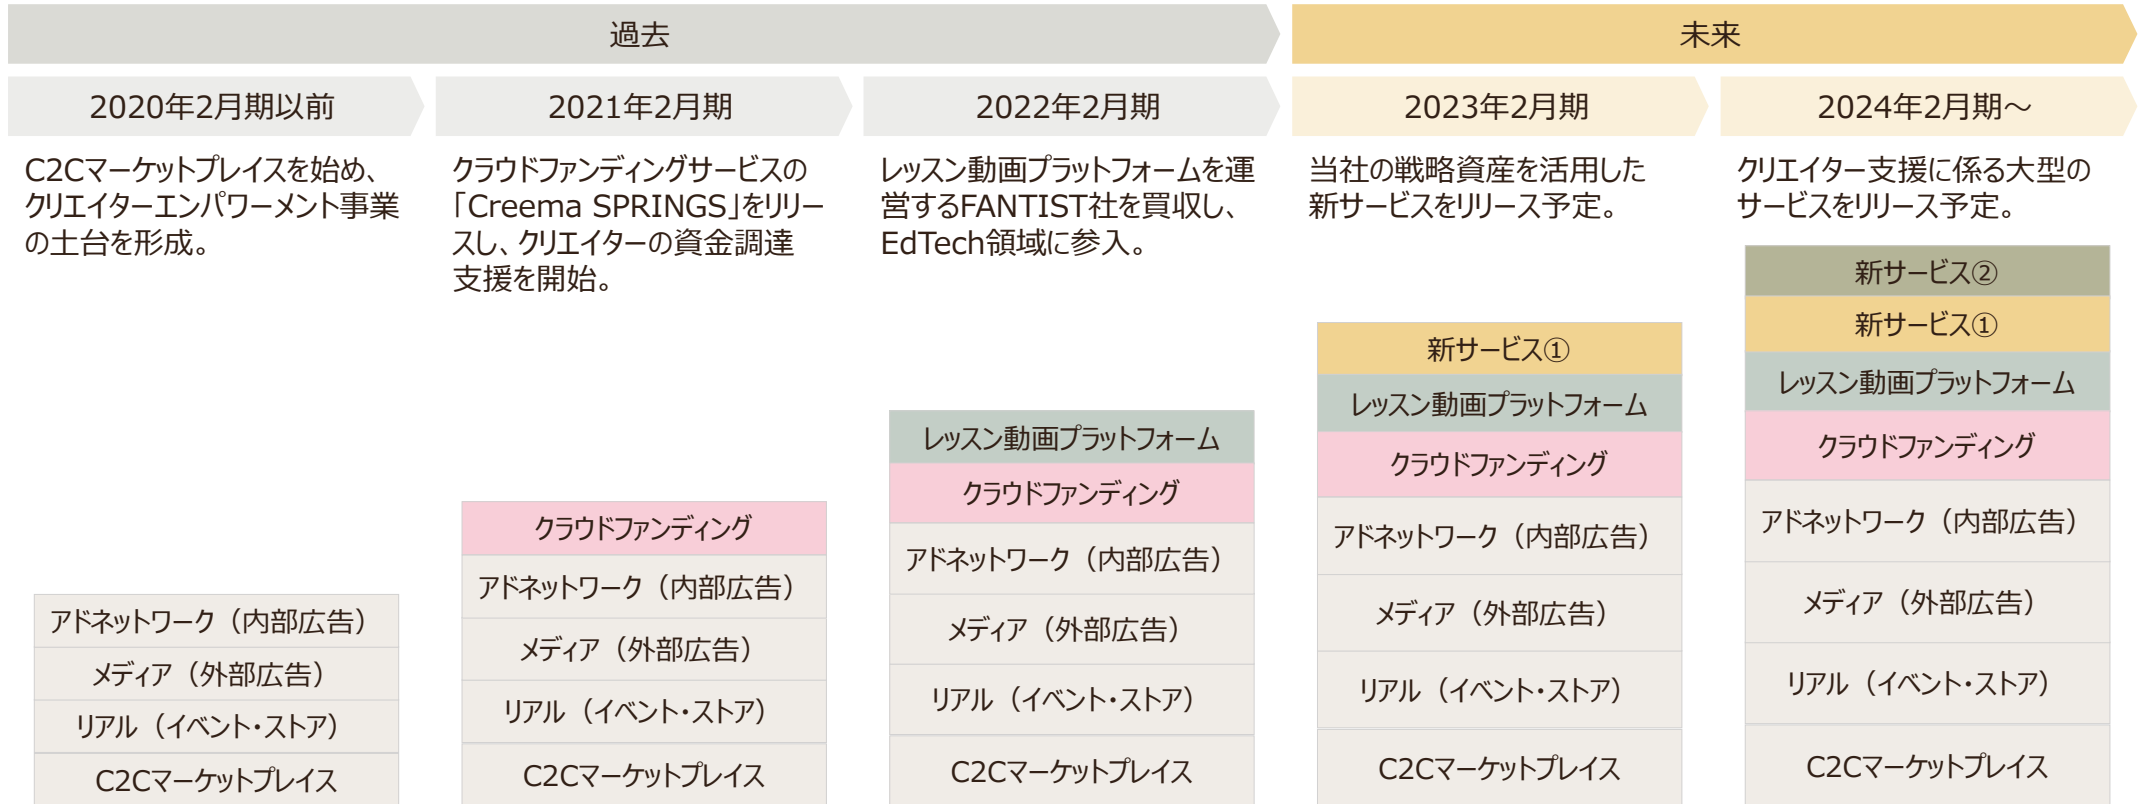 過去
未来
2020年2月期以前
2021年2月期
2022年2月期
2023年2月期
2024年2月期～
C2Cマーケットプレイスを始め、
クリエイターエンパワーメント事業
の土台を形成。
クラウドファンディングサービスの
「Creema SPRINGS」をリリー
スし、クリエイターの資金調達
支援を開始。
レッスン動画プラットフォームを運
営するFANTIST社を買収し、
EdTech領域に参入。
当社の戦略資産を活用した
新サービスをリリース予定。
クリエイター支援に係る大型の
サービスをリリース予定。
アドネットワーク（内部広告）
メディア（外部広告）
リアル（イベント・ストア）
C2Cマーケットプレイス
クラウドファンディング
アドネットワーク（内部広告）
メディア（外部広告）
リアル（イベント・ストア）
C2Cマーケットプレイス
レッスン動画プラットフォーム
クラウドファンディング
アドネットワーク（内部広告）
メディア（外部広告）
リアル（イベント・ストア）
C2Cマーケットプレイス
新サービス①
レッスン動画プラットフォーム
クラウドファンディング
アドネットワーク（内部広告）
メディア（外部広告）
リアル（イベント・ストア）
C2Cマーケットプレイス
新サービス②
新サービス①
レッスン動画プラットフォーム
クラウドファンディング
アドネットワーク（内部広告）
メディア（外部広告）
リアル（イベント・ストア）
C2Cマーケットプレイス